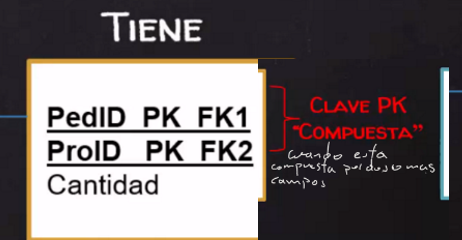 TIENE
PedID PK FK1
ProID PK FK2
Cantidad
CLAVE PK
"COMPUESTA"
cuando esta
compuesta por dos o mas
campos